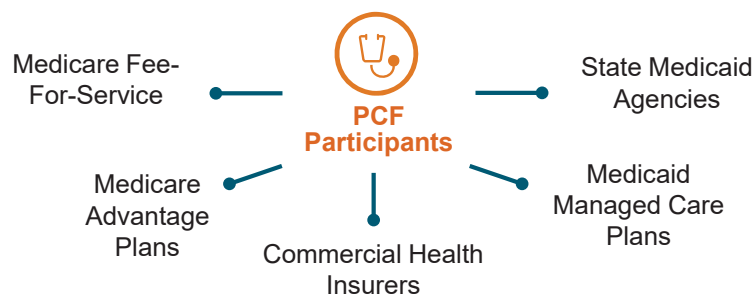 Medicare Fee-
For-Service
PCF
Participants
State Medicaid
Agencies
Medicare
Advantage
Plans
Commercial Health
Insurers
Medicaid
Managed Care
Plans